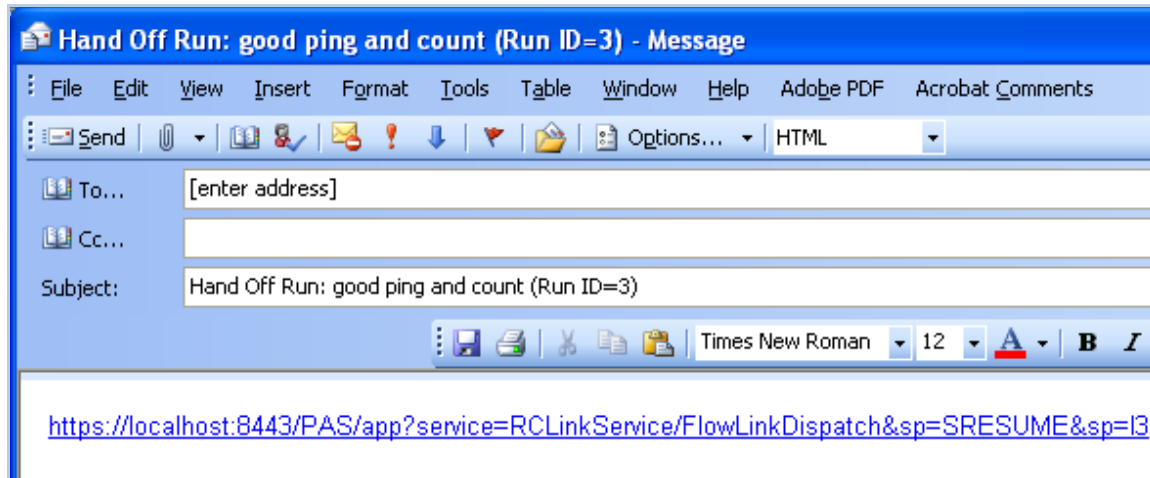 Hand Off Run: good ping and count (Run ID=3) - Message
File Edit View Insert Format Tools Table Window Help Adobe PDF Acrobat Comments
Send Options... HTML
To... [enter address]
Cc...
Subject: Hand Off Run: good ping and count (Run ID=3)
Times New Roman 12 A B I
https://localhost:8443/PAS/app?service=RCLinkService/FlowLinkDispatch&sp=SRESUME&sp=l3